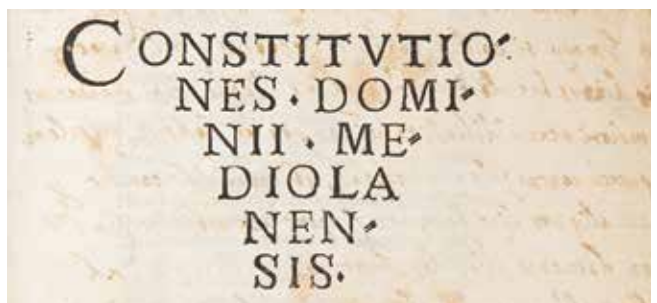 CONSTITVTIO⸗
NES · DOMI⸗
NII · ME⸗
DIOLA
NEN⸗
SIS.